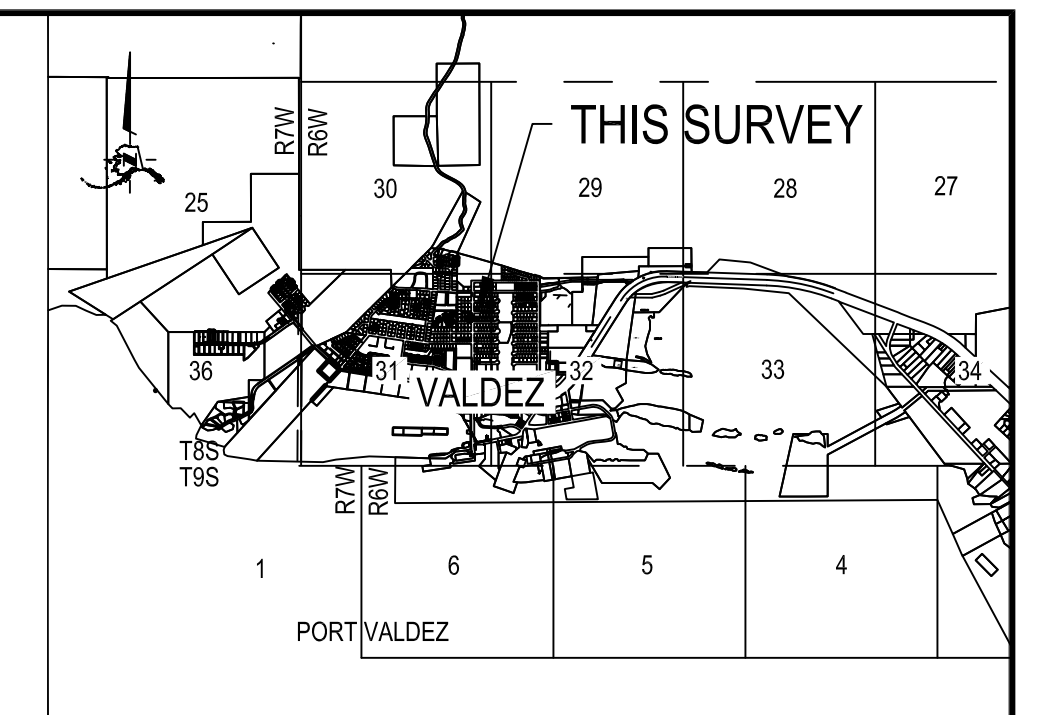 THIS SURVEY
R7W
R6W
25
30
29
28
27
36
31
32
33
34
VALDEZ
T8S
T9S
R7W
R6W
1
6
5
4
PORT VALDEZ